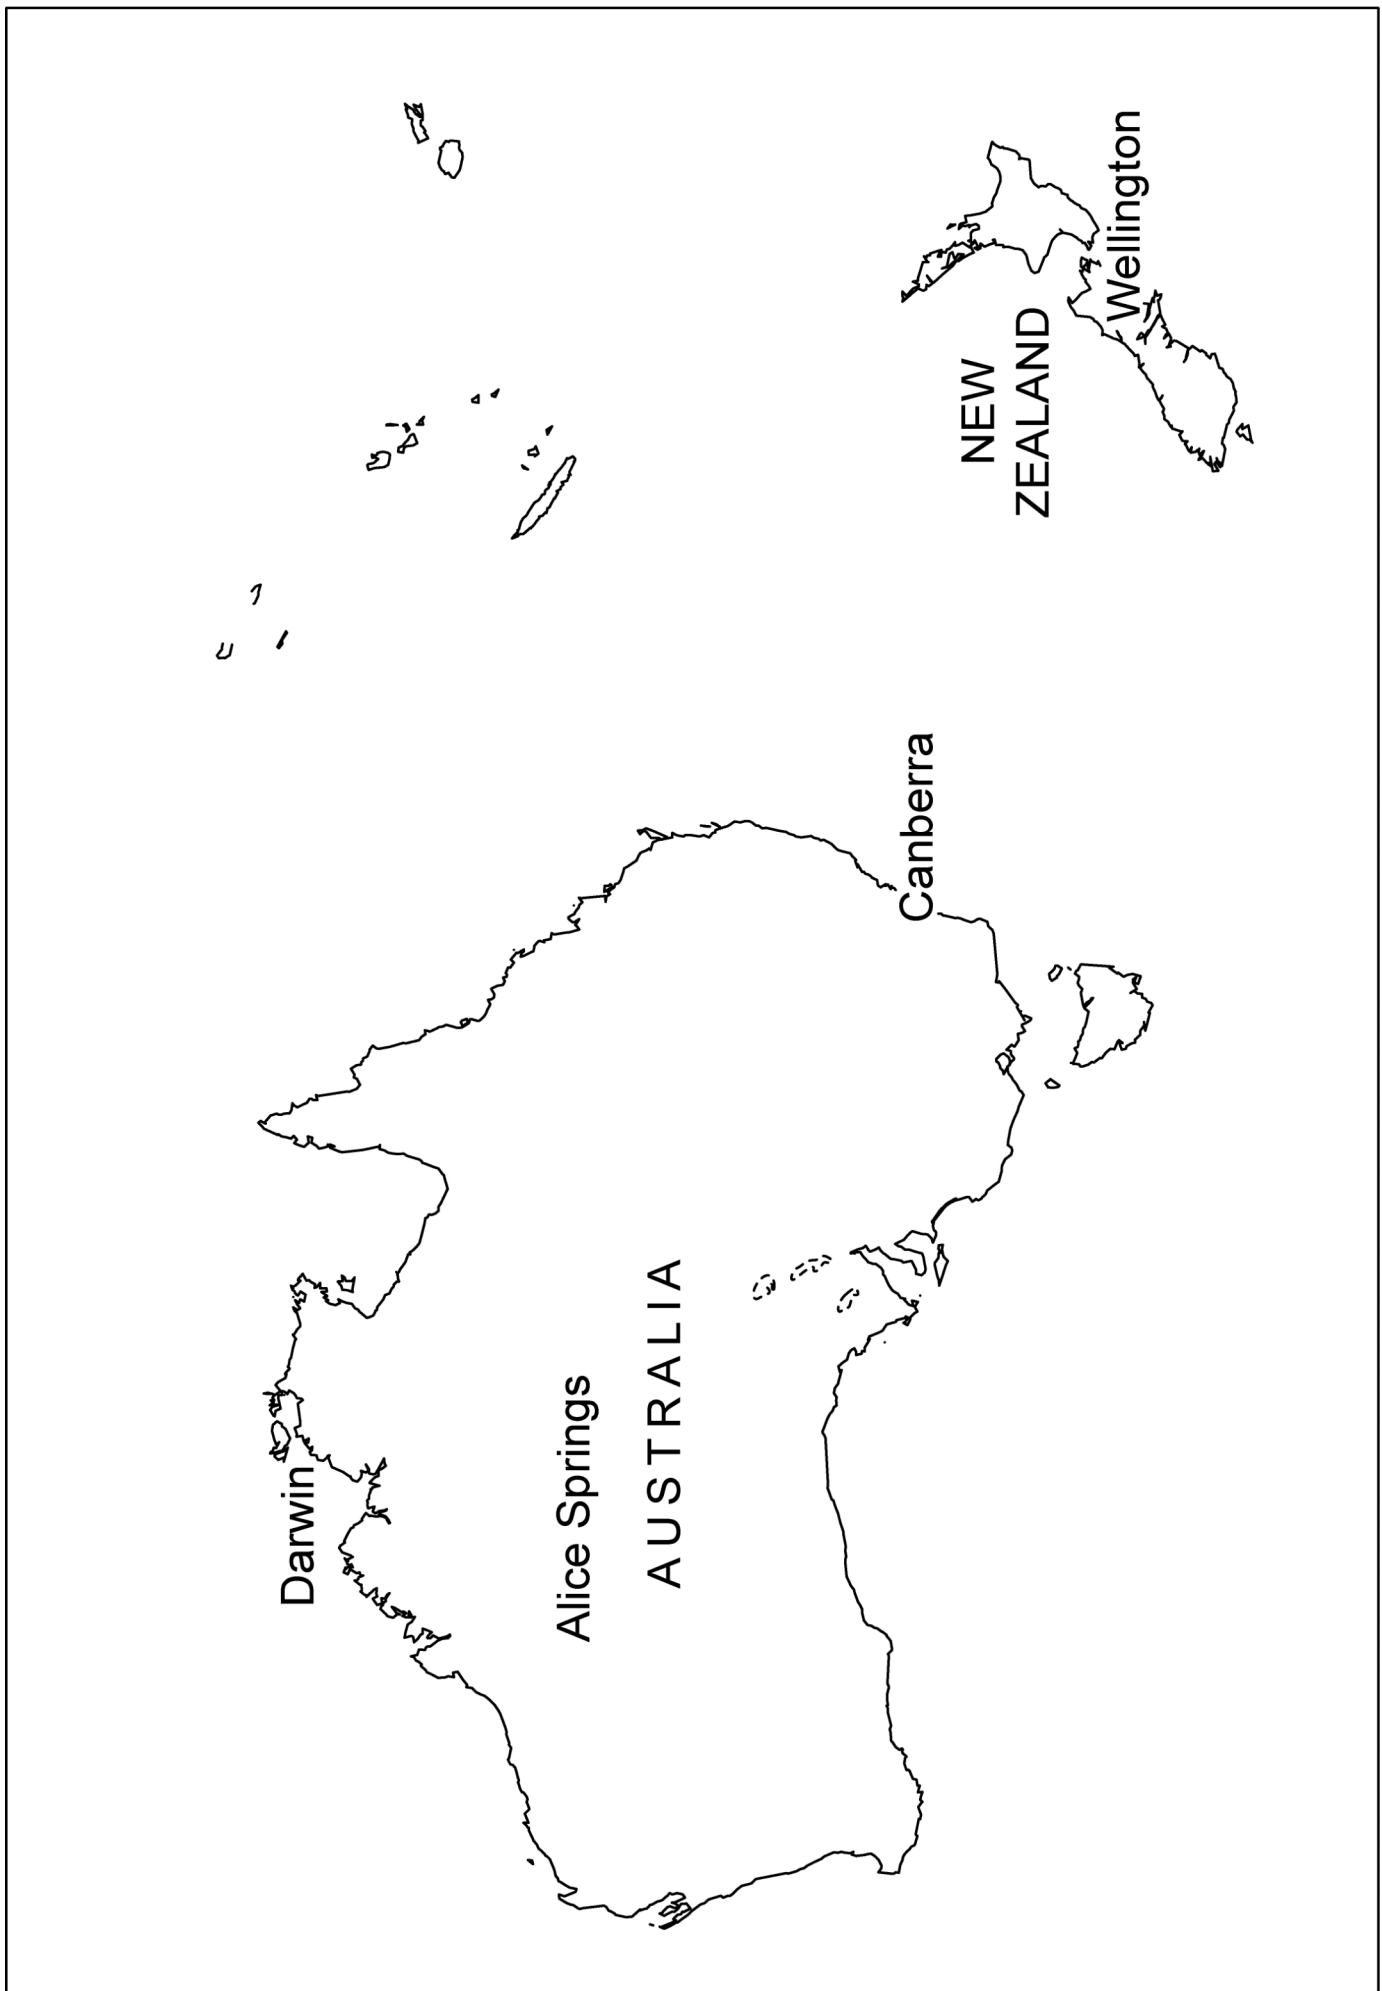 Darwin
Alice Springs
AUSTRALIA
Canberra
NEW
ZEALAND
Wellington